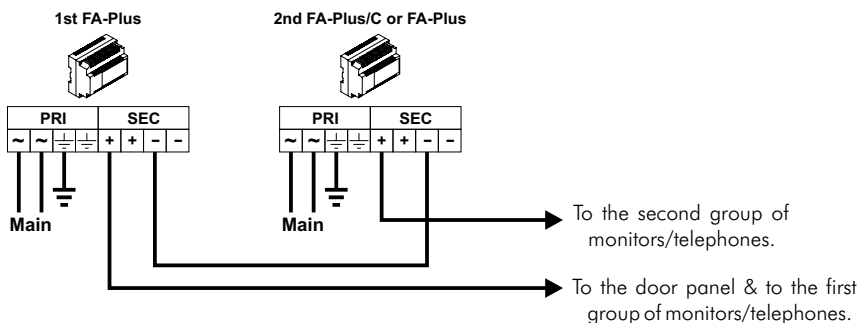 1st FA-Plus
2nd FA-Plus/C or FA-Plus
PRI SEC
~ ~ ⏚ ⏚ + + – –
PRI SEC
~ ~ ⏚ ⏚ + + – –
Main
Main
To the second group of
monitors/telephones.
To the door panel & to the first
group of monitors/telephones.